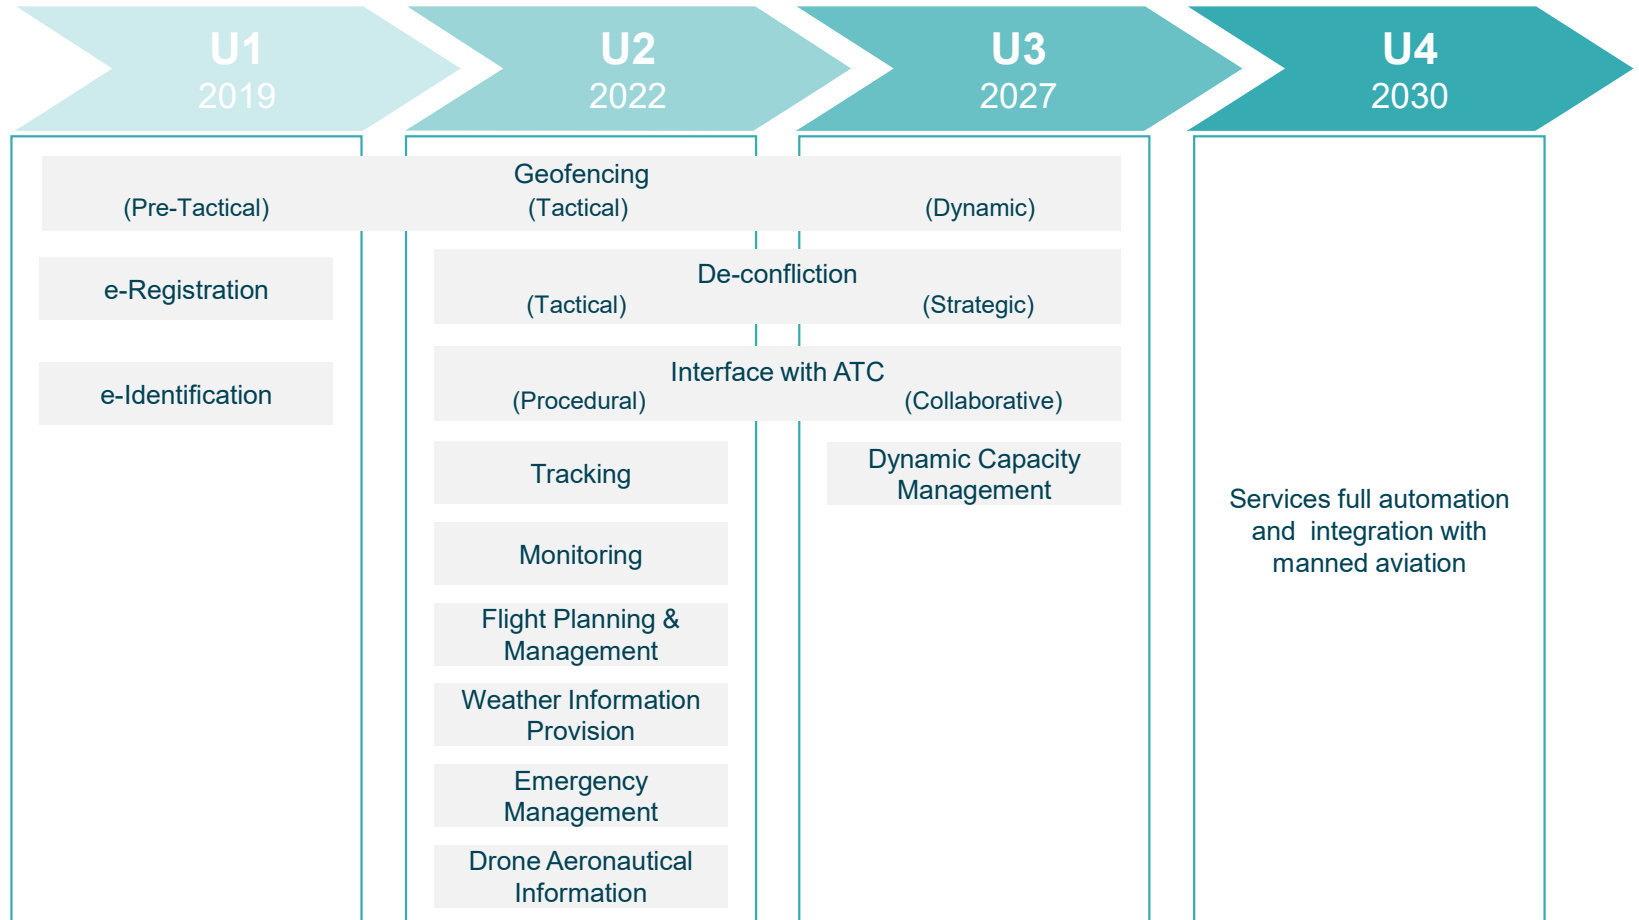 U1
2019
U2
2022
U3
2027
U4
2030
Geofencing
(Pre-Tactical)
(Tactical)
(Dynamic)
e-Registration
e-Identification
De-confliction
(Tactical)
(Strategic)
Interface with ATC
(Procedural)
(Collaborative)
Tracking
Monitoring
Flight Planning &
Management
Weather Information
Provision
Emergency
Management
Drone Aeronautical
Information
Dynamic Capacity
Management
Services full automation
and  integration with
manned aviation